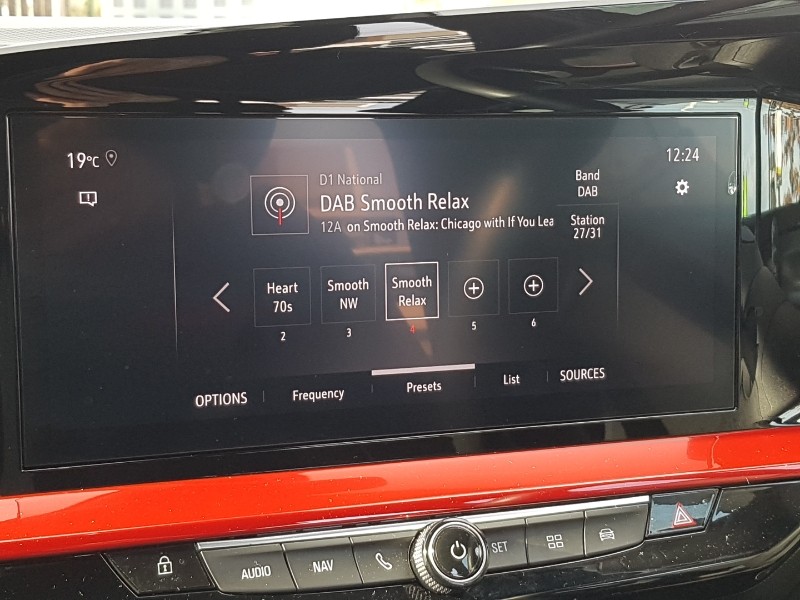 19°C
12:24
D1 National
DAB Smooth Relax
12A on Smooth Relax: Chicago with If You Lea
Band
DAB
Station
27/31
Heart
70s
2
Smooth
NW
3
Smooth
Relax
4
5
6
OPTIONS
Frequency
Presets
List
SOURCES
AUDIO
NAV
SET